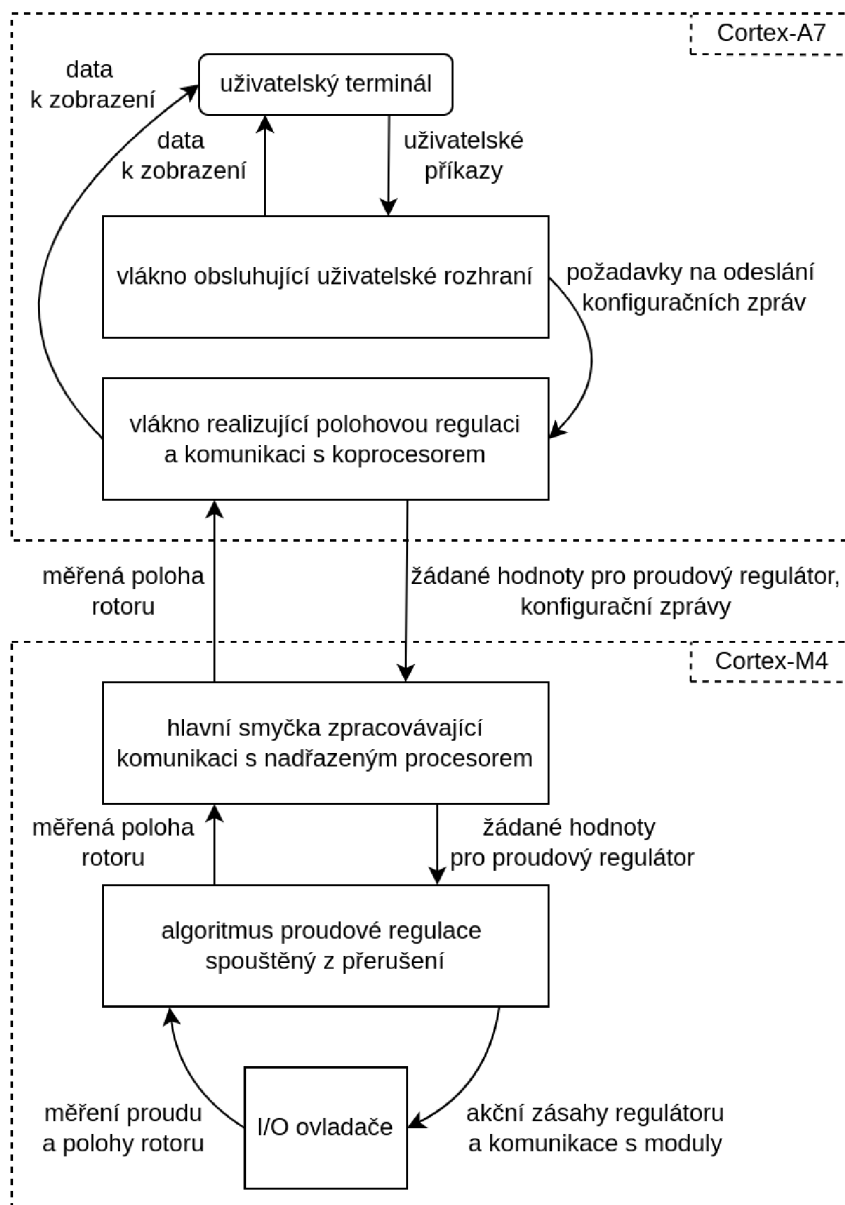 Cortex-A7
data
k zobrazení
uživatelský terminál
data
k zobrazení
uživatelské
příkazy
vlákno obsluhující uživatelské rozhraní
požadavky na odeslání
konfiguračních zpráv
vlákno realizující polohovou regulaci
a komunikaci s koprocesorem
měřená poloha
rotoru
žádané hodnoty pro proudový regulátor,
konfigurační zprávy
Cortex-M4
hlavní smyčka zpracovávající
komunikaci s nadřazeným procesorem
měřená poloha
rotoru
žádané hodnoty
pro proudový regulátor
algoritmus proudové regulace
spouštěný z přerušení
měření proudu
a polohy rotoru
I/O ovladače
akční zásahy regulátoru
a komunikace s moduly